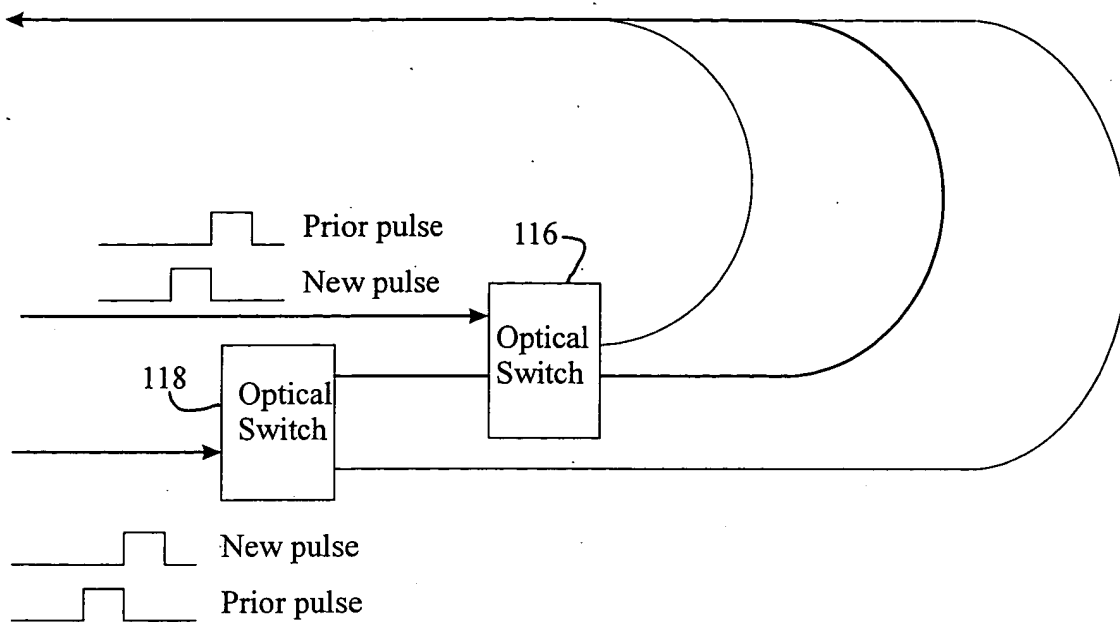 Prior pulse
116
New pulse
Optical
Switch
118
Optical
Switch
New pulse
Prior pulse